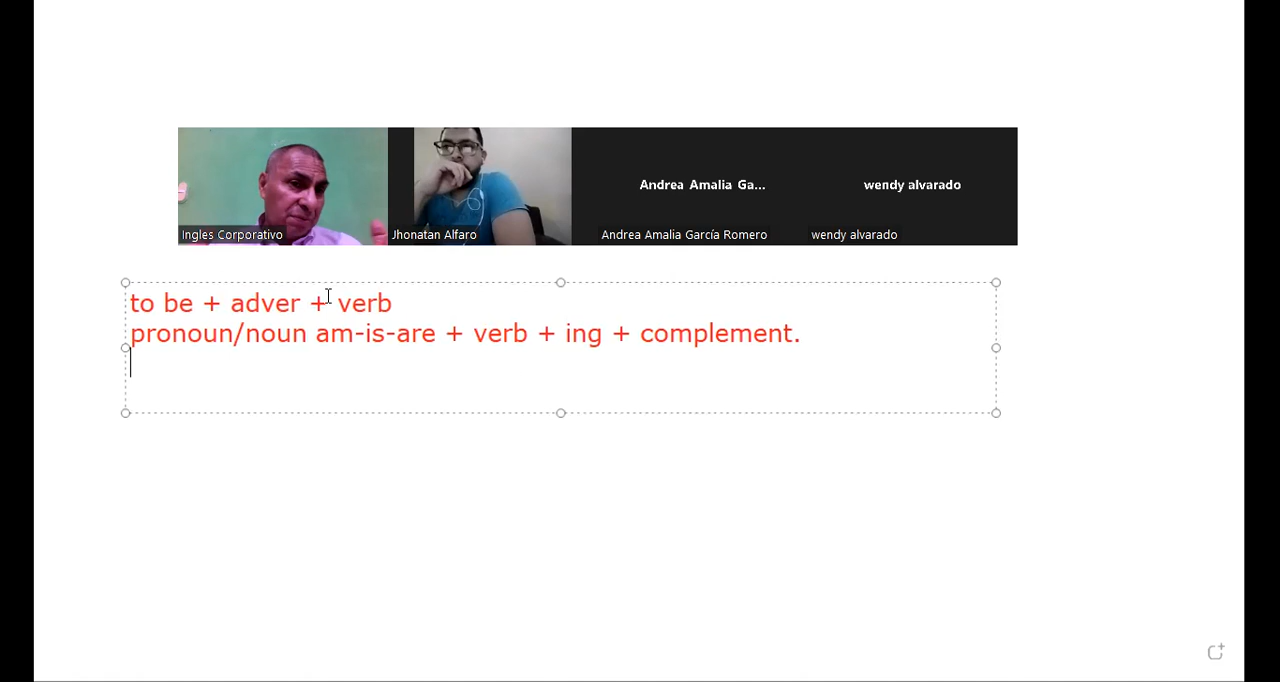 Andrea Amalia Ga... wendy alvarado
Ingles Corporativo Jhonatan Alfaro Andrea Amalia García Romero wendy alvarado
to be + adver + verb
pronoun/noun am-is-are + verb + ing + complement.